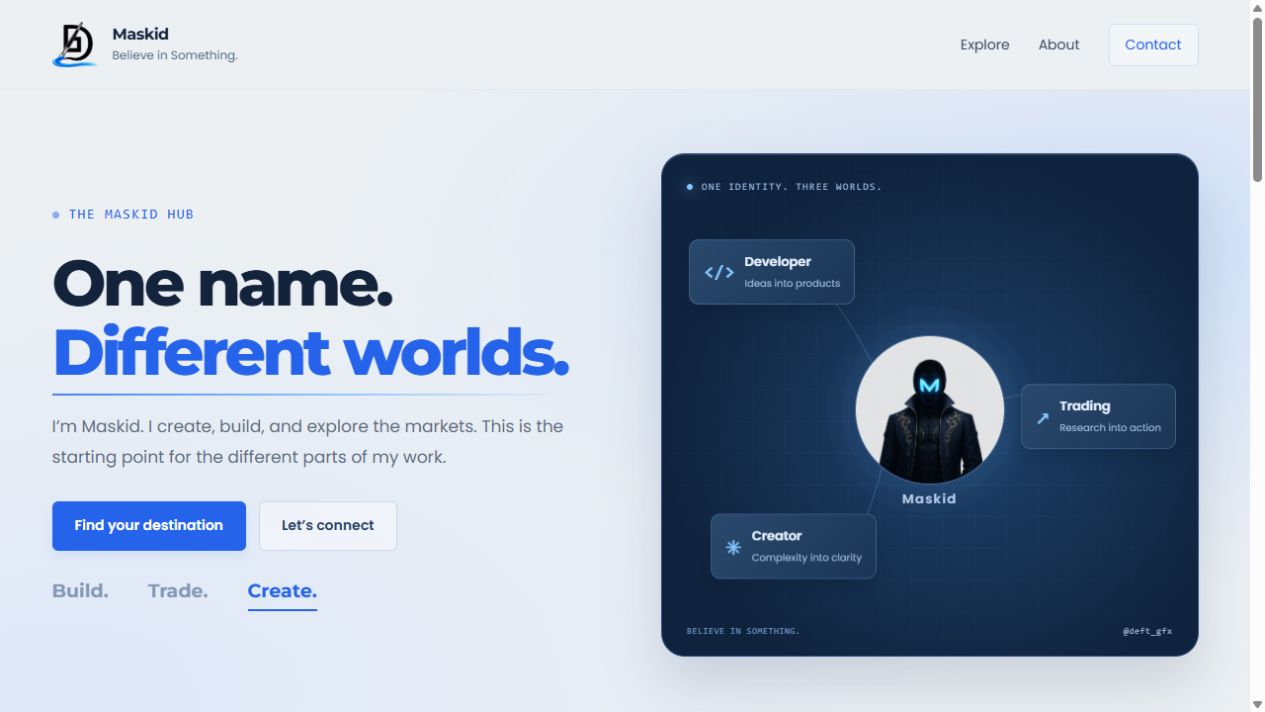 Maskid
Believe in Something.
Explore
About
Contact
THE MASKID HUB
One name.
Different worlds.
I’m Maskid. I create, build, and explore the markets. This is the
starting point for the different parts of my work.
Find your destination
Let’s connect
Build.
Trade.
Create.
ONE IDENTITY. THREE WORLDS.
</>
Developer
Ideas into products
Trading
Research into action
Maskid
Creator
Complexity into clarity
BELIEVE IN SOMETHING.
@deft_gfx